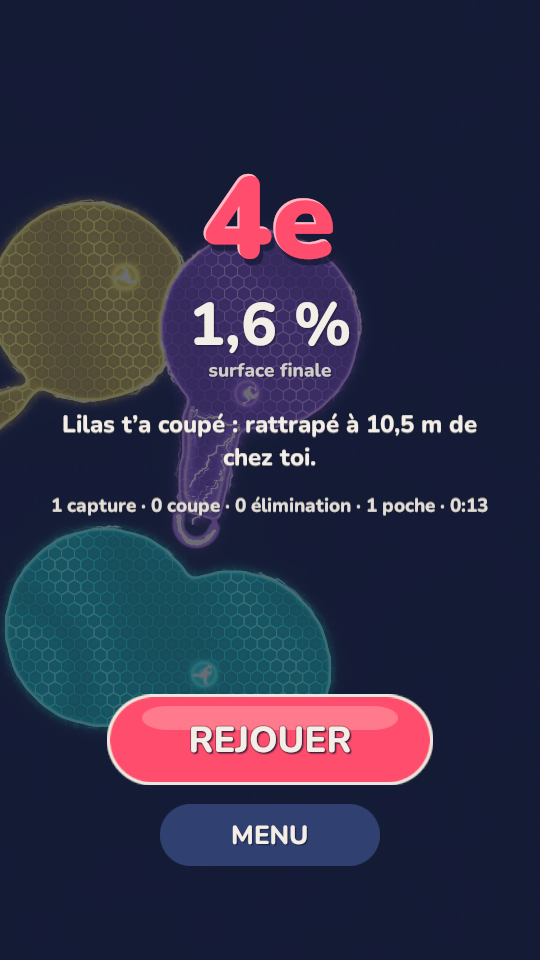 4e
1,6 %
surface finale
Lilas t’a coupé : rattrapé à 10,5 m de
chez toi.
1 capture · 0 coupe · 0 élimination · 1 poche · 0:13
REJOUER
MENU